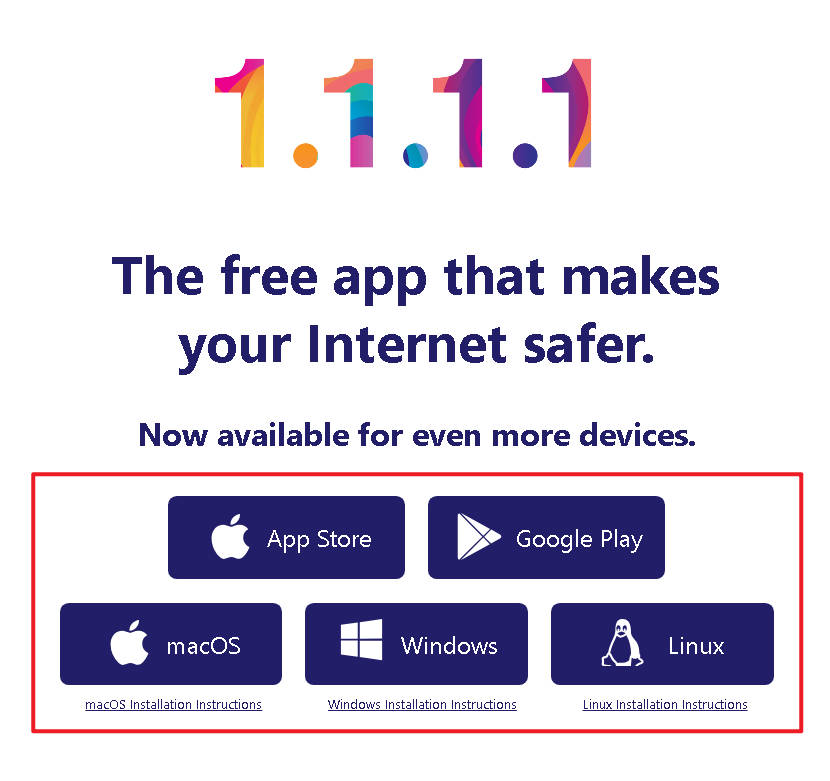 1.1.1.1
The free app that makes
your Internet safer.
Now available for even more devices.
App Store
Google Play
macOS
Windows
Linux
macOS Installation Instructions
Windows Installation Instructions
Linux Installation Instructions